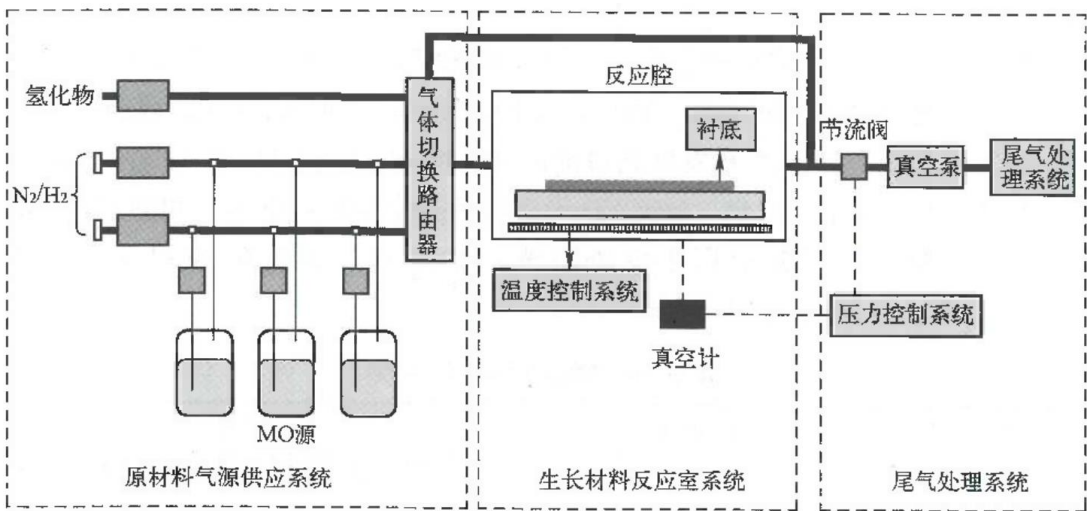 氢化物
N2/H2
气体切换路由器
MO源
原材料气源供应系统
反应腔
衬底
温度控制系统
真空计
生长材料反应室系统
节流阀
真空泵
尾气处
理系统
压力控制系统
尾气处理系统